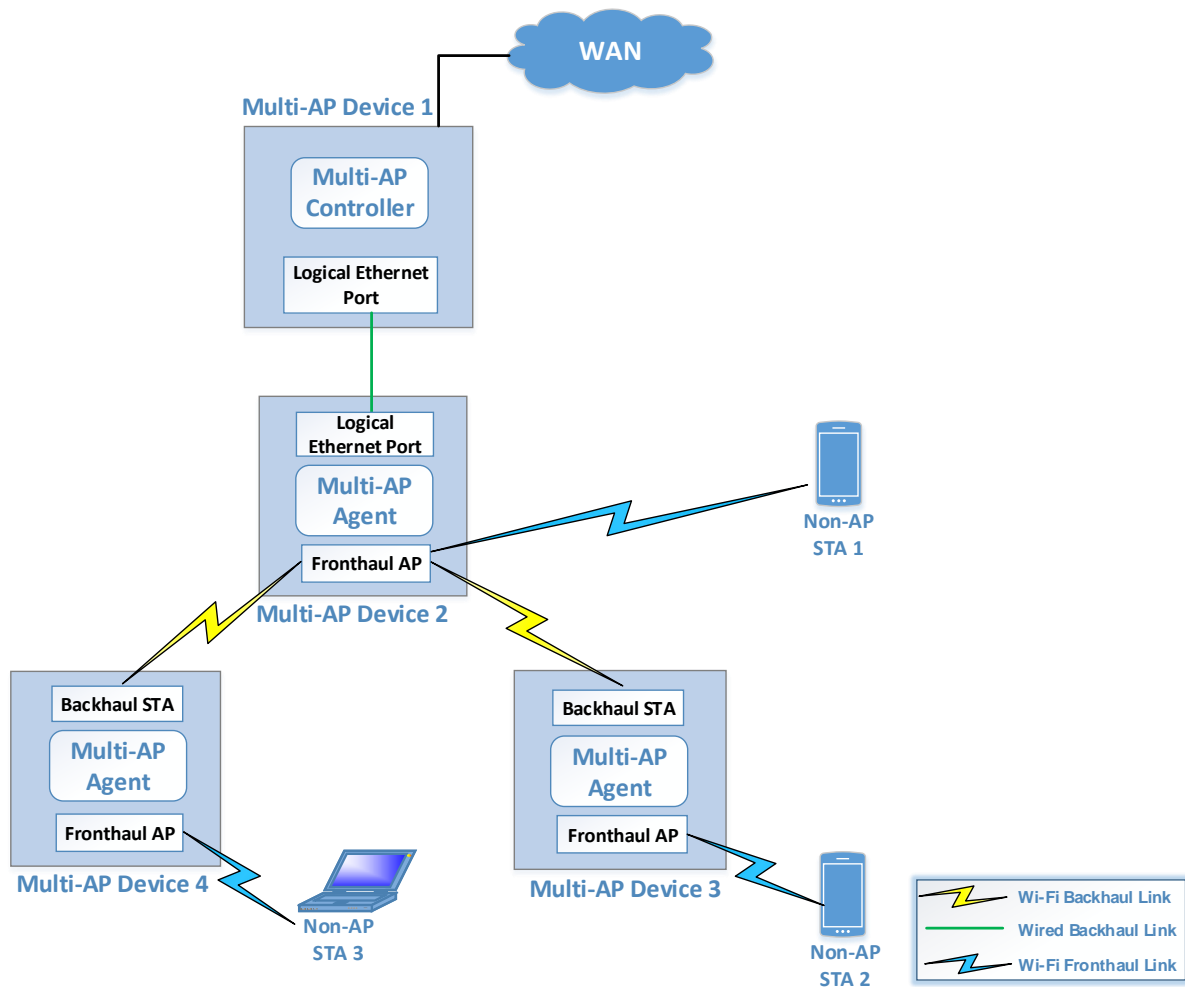 WAN
Multi-AP Device 1
Multi-AP
Controller
Logical Ethernet
Port
Logical
Ethernet Port
Multi-AP
Agent
Fronthaul AP
Multi-AP Device 2
Non-AP
STA 1
Backhaul STA
Multi-AP
Agent
Fronthaul AP
Multi-AP Device 4
Non-AP
STA 3
Backhaul STA
Multi-AP
Agent
Fronthaul AP
Multi-AP Device 3
Non-AP
STA 2
Wi-Fi Backhaul Link
Wired Backhaul Link
Wi-Fi Fronthaul Link